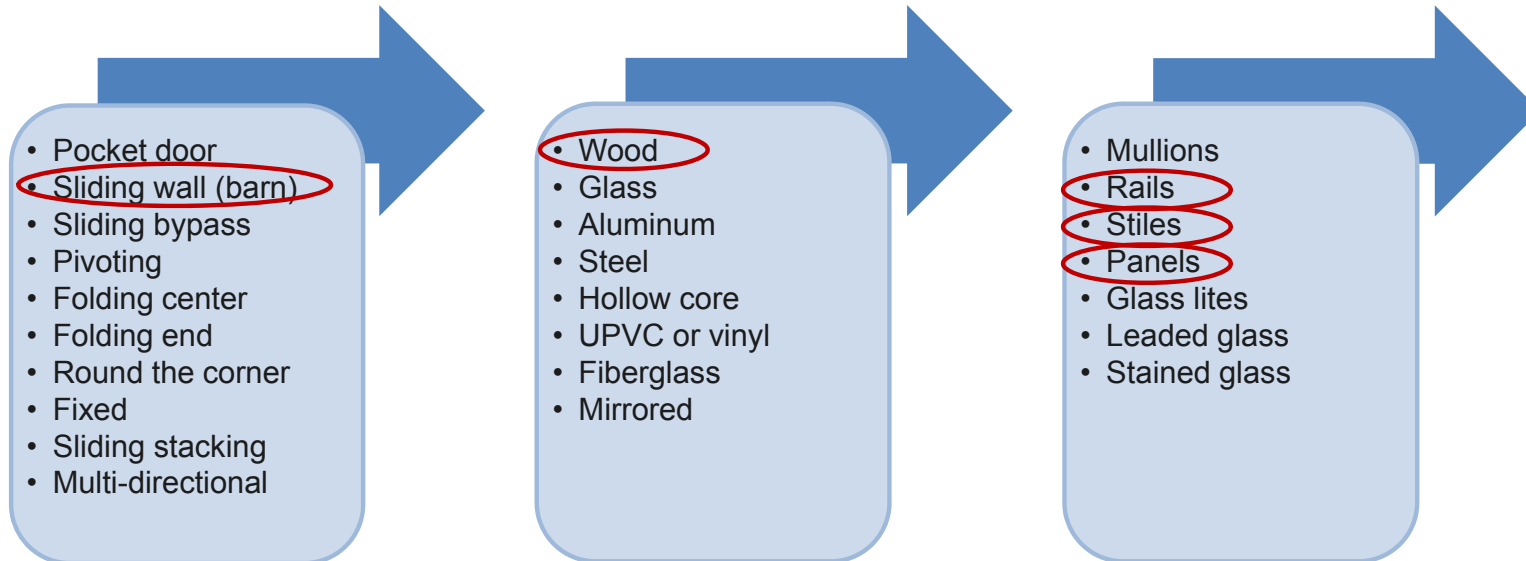 • Pocket door
• Sliding wall (barn)
• Sliding bypass
• Pivoting
• Folding center
• Folding end
• Round the corner
• Fixed
• Sliding stacking
• Multi-directional
• Wood
• Glass
• Aluminum
• Steel
• Hollow core
• UPVC or vinyl
• Fiberglass
• Mirrored
• Mullions
• Rails
• Stiles
• Panels
• Glass lites
• Leaded glass
• Stained glass